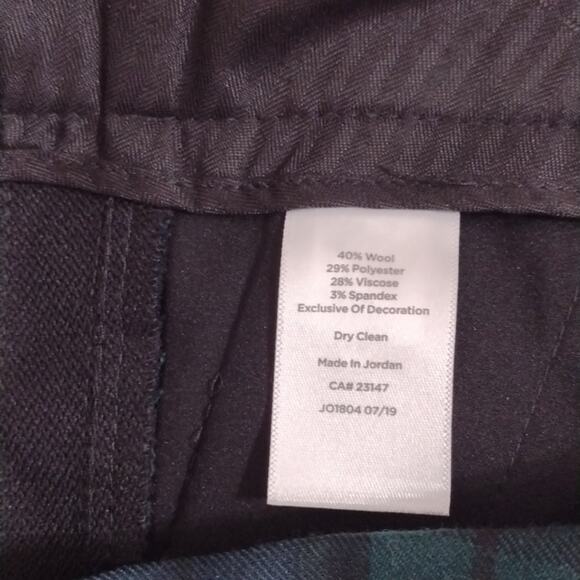 40% Wool
29% Polyester
28% Viscose
3% Spandex
Exclusive Of Decoration
Dry Clean
Made In Jordan
CA# 23147
JO1804 07/19